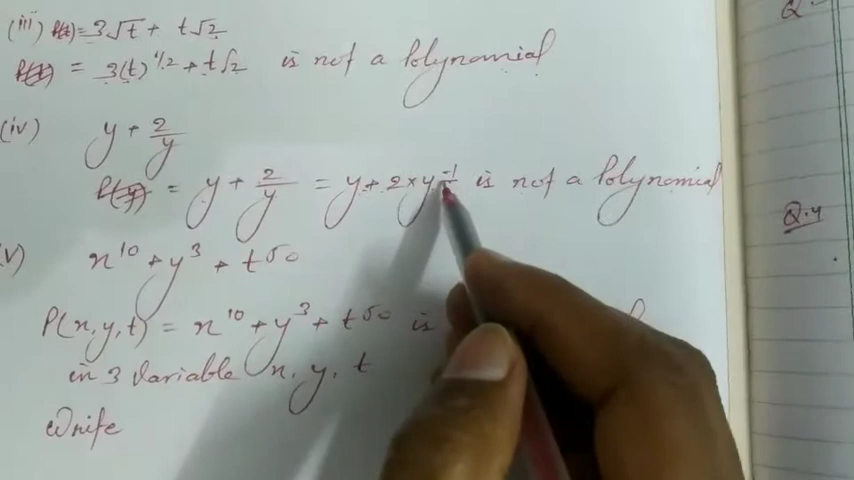 (iii) P(t) = 3√t + t√2
= 3(t)^1/2 + t√2 is not a Polynomial
(iv) y + 2/y
= y + 2/y = y + 2×y^-1 is not a Polynomial
V) x^10 + y^3 + t^50
P(x,y,t) = x^10 + y^3 + t^50 is
in 3 variable x, y, t
Write
Q.
Q.4